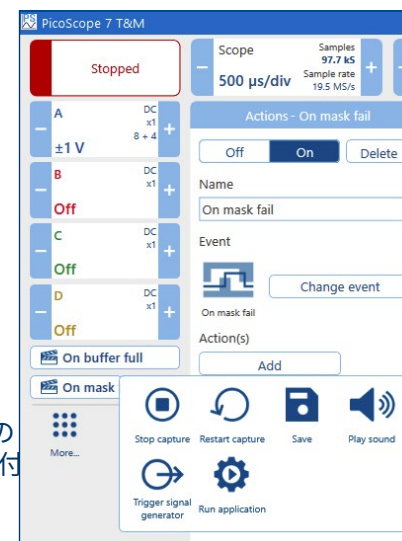 PicoScope 7 T&M
Stopped
Scope
500 µs/div
Samples
97.7 kS
Sample rate
19.5 MS/s
A
DC
x1
8 + 4
±1 V
B
DC
x1
Off
C
DC
x1
Off
D
DC
x1
Off
On buffer full
On mask
More...
Actions - On mask fail
Off
On
Delete
Name
On mask fail
Event
On mask fail
Change event
Action(s)
Add
Stop capture
Restart capture
Save
Play sound
Trigger signal
generator
Run application
の
付